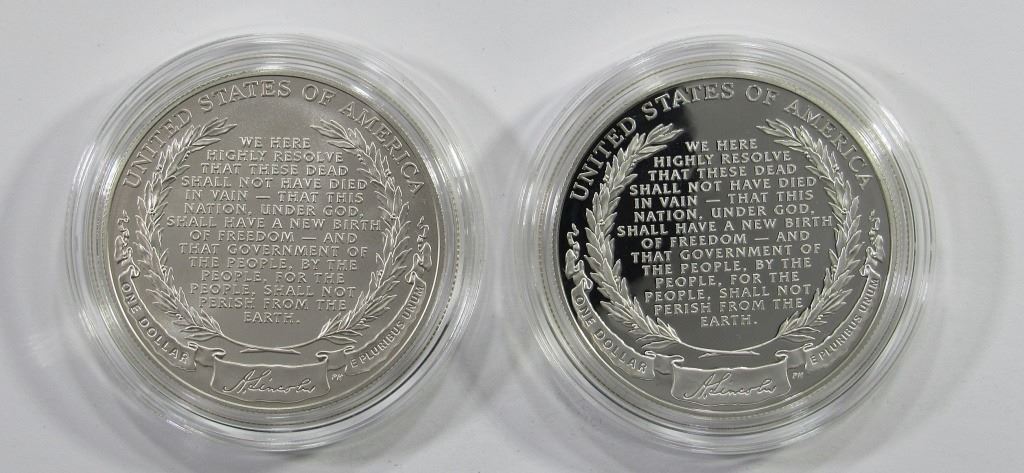 UNITED STATES OF AMERICA
WE HERE
HIGHLY RESOLVE
THAT THESE DEAD
SHALL NOT HAVE DIED
IN VAIN — THAT THIS
NATION, UNDER GOD,
SHALL HAVE A NEW BIRTH
OF FREEDOM — AND
THAT GOVERNMENT OF
THE PEOPLE, BY THE
PEOPLE, FOR THE
PEOPLE, SHALL NOT
PERISH FROM THE
EARTH.
ONE DOLLAR
A. Lincoln
PM
E PLURIBUS UNUM
UNITED STATES OF AMERICA
WE HERE
HIGHLY RESOLVE
THAT THESE DEAD
SHALL NOT HAVE DIED
IN VAIN — THAT THIS
NATION, UNDER GOD,
SHALL HAVE A NEW BIRTH
OF FREEDOM — AND
THAT GOVERNMENT OF
THE PEOPLE, BY THE
PEOPLE, FOR THE
PEOPLE, SHALL NOT
PERISH FROM THE
EARTH.
ONE DOLLAR
A. Lincoln
PM
E PLURIBUS UNUM